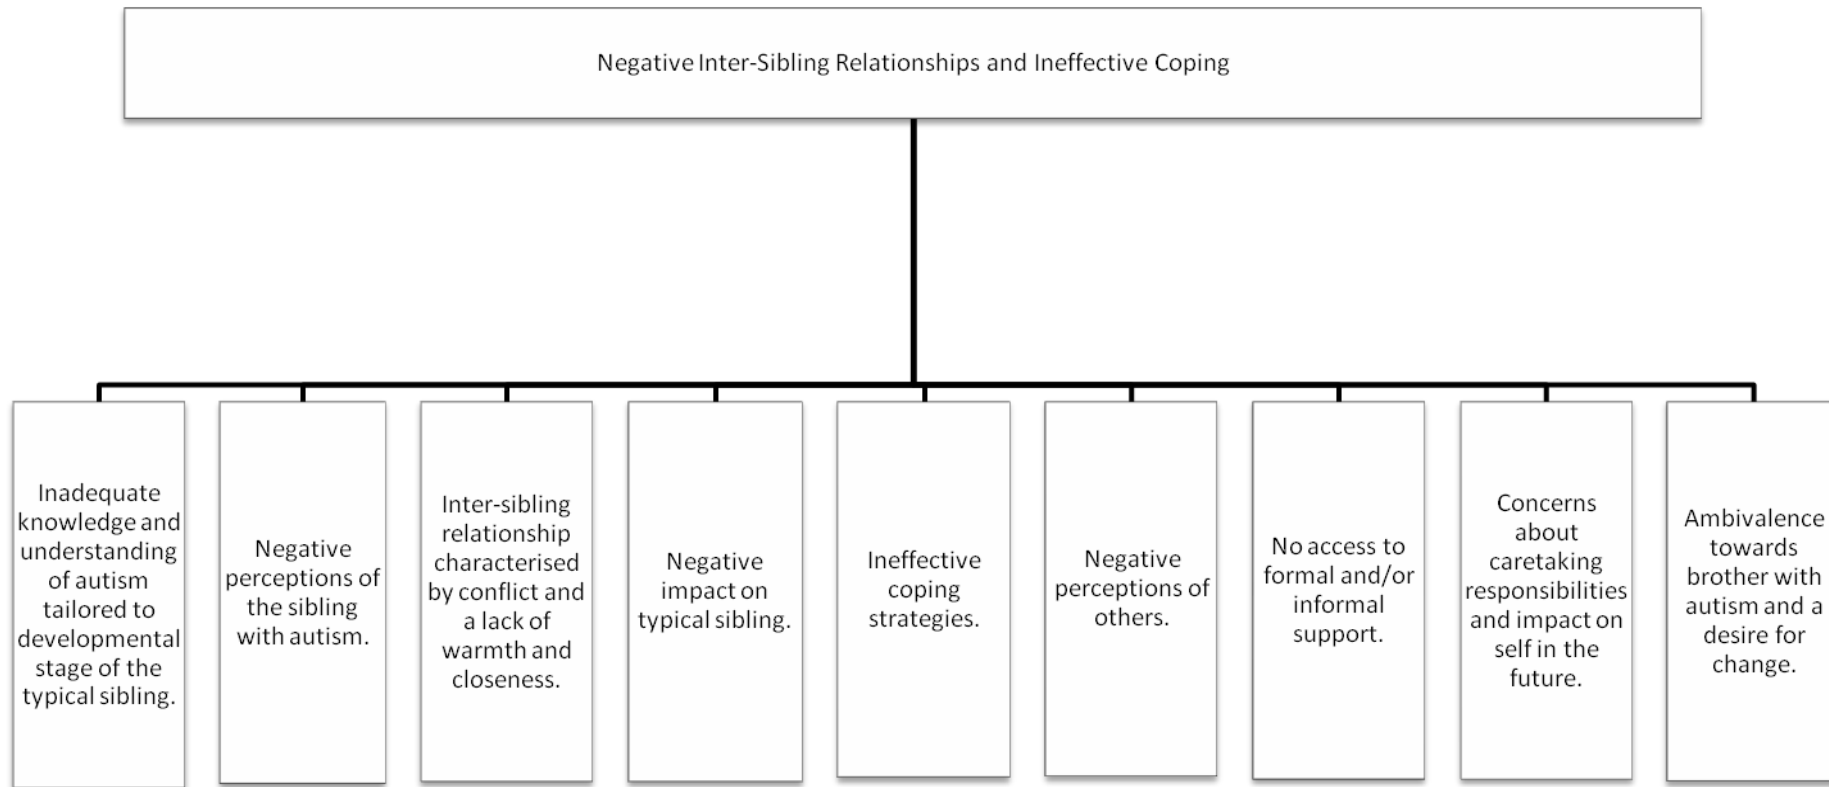 Negative Inter-Sibling Relationships and Ineffective Coping
Inadequate
knowledge and
understanding
of autism
tailored to
developmental
stage of the
typical sibling.
Negative
perceptions of
the sibling
with autism.
Inter-sibling
relationship
characterised
by conflict and
a lack of
warmth and
closeness.
Negative
impact on
typical sibling.
Ineffective
coping
strategies.
Negative
perceptions of
others.
No access to
formal and/or
informal
support.
Concerns
about
caretaking
responsibilities
and impact on
self in the
future.
Ambivalence
towards
brother with
autism and a
desire for
change.